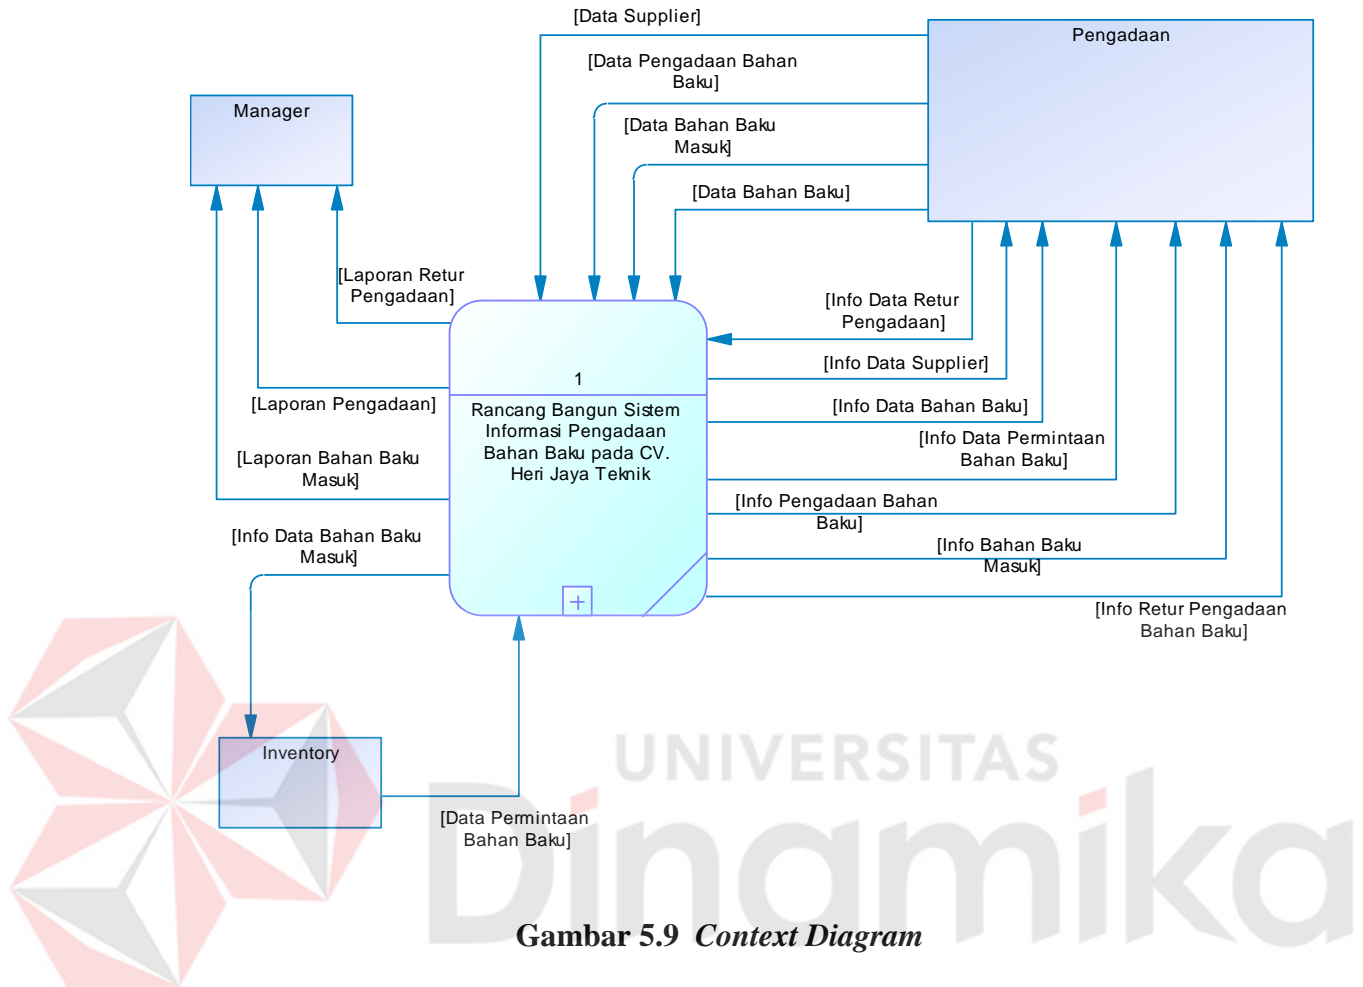 [Data Supplier]
Pengadaan
[Data Pengadaan Bahan
Baku]
Manager
[Data Bahan Baku
Masuk]
[Data Bahan Baku]
[Laporan Retur
Pengadaan]
[Info Data Retur
Pengadaan]
[Info Data Supplier]
1
[Laporan Pengadaan]
Rancang Bangun Sistem
Informasi Pengadaan
Bahan Baku pada CV.
Heri Jaya Teknik
[Info Data Bahan Baku]
[Info Data Permintaan
Bahan Baku]
[Laporan Bahan Baku
Masuk]
[Info Pengadaan Bahan
Baku]
[Info Data Bahan Baku
Masuk]
[Info Bahan Baku
Masuk]
[Info Retur Pengadaan
Bahan Baku]
Inventory
[Data Permintaan
Bahan Baku]
UNIVERSITAS
Dinamika
Gambar 5.9 Context Diagram